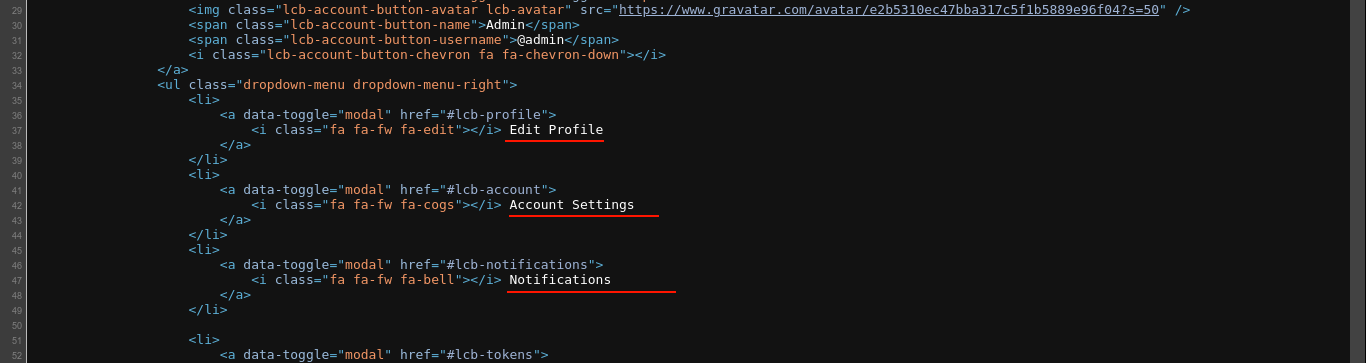 29 <img class="lcb-account-button-avatar lcb-avatar" src="https://www.gravatar.com/avatar/e2b5310ec47bba317c5f1b5889e96f04?s=50" />
30 <span class="lcb-account-button-name">Admin</span>
31 <span class="lcb-account-button-username">@admin</span>
32 <i class="lcb-account-button-chevron fa fa-chevron-down"></i>
33 </a>
34 <ul class="dropdown-menu dropdown-menu-right">
35 <li>
36 <a data-toggle="modal" href="#lcb-profile">
37 <i class="fa fa-fw fa-edit"></i> Edit Profile
38 </a>
39 </li>
40 <li>
41 <a data-toggle="modal" href="#lcb-account">
42 <i class="fa fa-fw fa-cogs"></i> Account Settings
43 </a>
44 </li>
45 <li>
46 <a data-toggle="modal" href="#lcb-notifications">
47 <i class="fa fa-fw fa-bell"></i> Notifications
48 </a>
49 </li>
50
51 <li>
52 <a data-toggle="modal" href="#lcb-tokens">